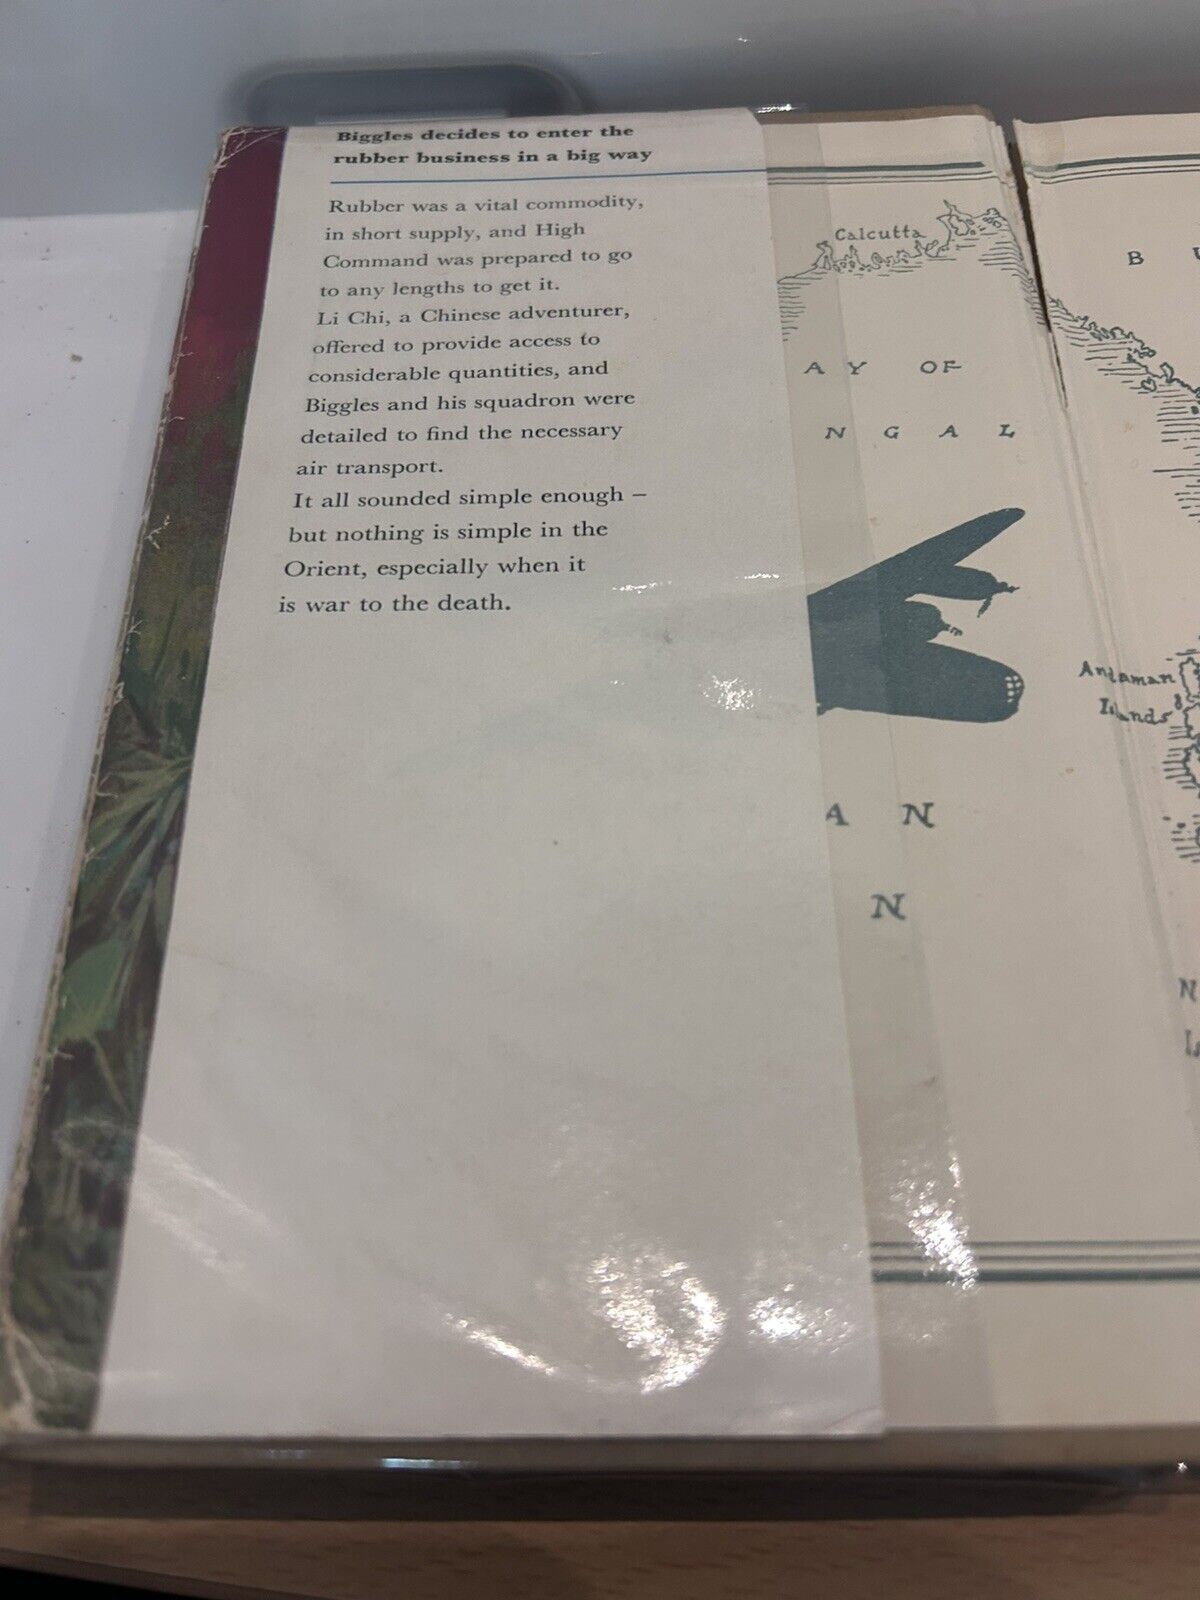 Biggles decides to enter the
rubber business in a big way
Rubber was a vital commodity,
in short supply, and High
Command was prepared to go
to any lengths to get it.
Li Chi, a Chinese adventurer,
offered to provide access to
considerable quantities, and
Biggles and his squadron were
detailed to find the necessary
air transport.
It all sounded simple enough –
but nothing is simple in the
Orient, especially when it
is war to the death.
Calcutta
B U
A Y OF
N G A L
Andaman
Islands
A N
N
N